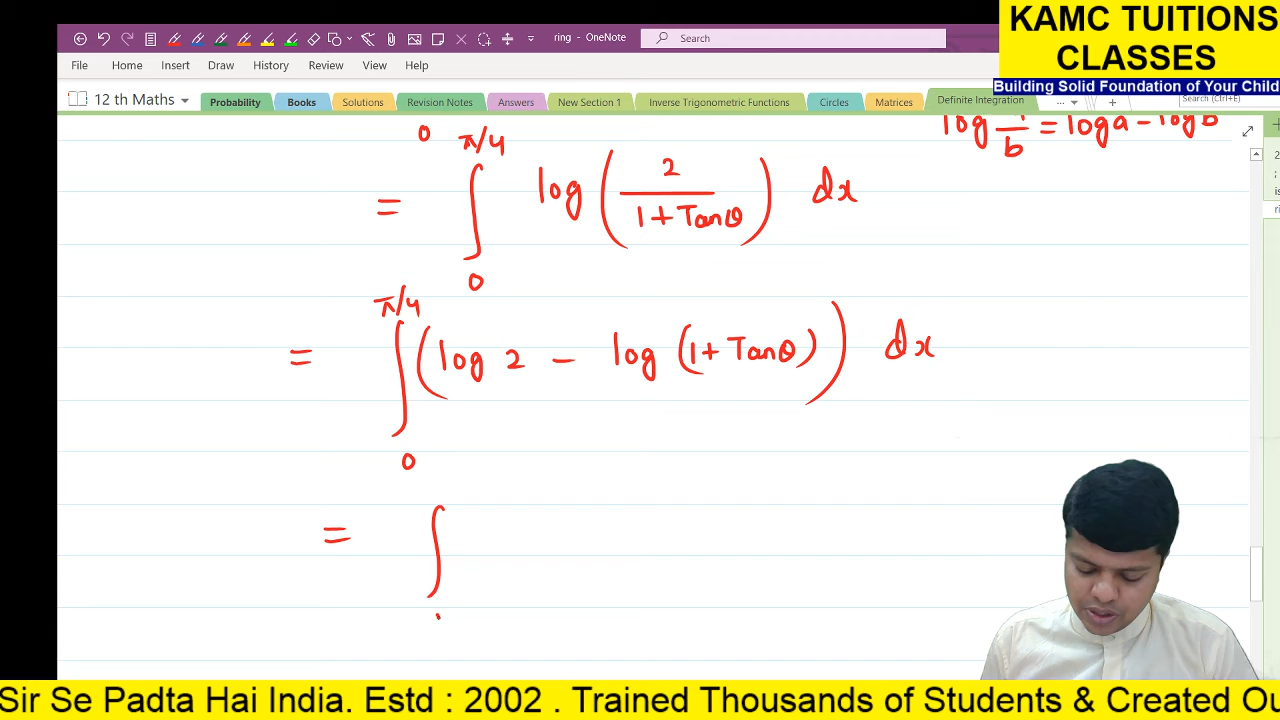 KAMC TUITIONS
CLASSES
Building Solid Foundation of Your Child
ring - OneNote
Search
File Home Insert Draw History Review View Help
12 th Maths Probability Books Solutions Revision Notes Answers New Section 1 Inverse Trigonometric Functions Circles Matrices Definite Integration ... +
Search (Ctrl+E)
log /b = log a - log b
0
= ∫₀^π/4 log (2/(1+Tanθ)) dx
= ∫₀^π/4 (log 2 - log (1+Tanθ)) dx
= ∫
Sir Se Padta Hai India. Estd : 2002 . Trained Thousands of Students & Created Ou